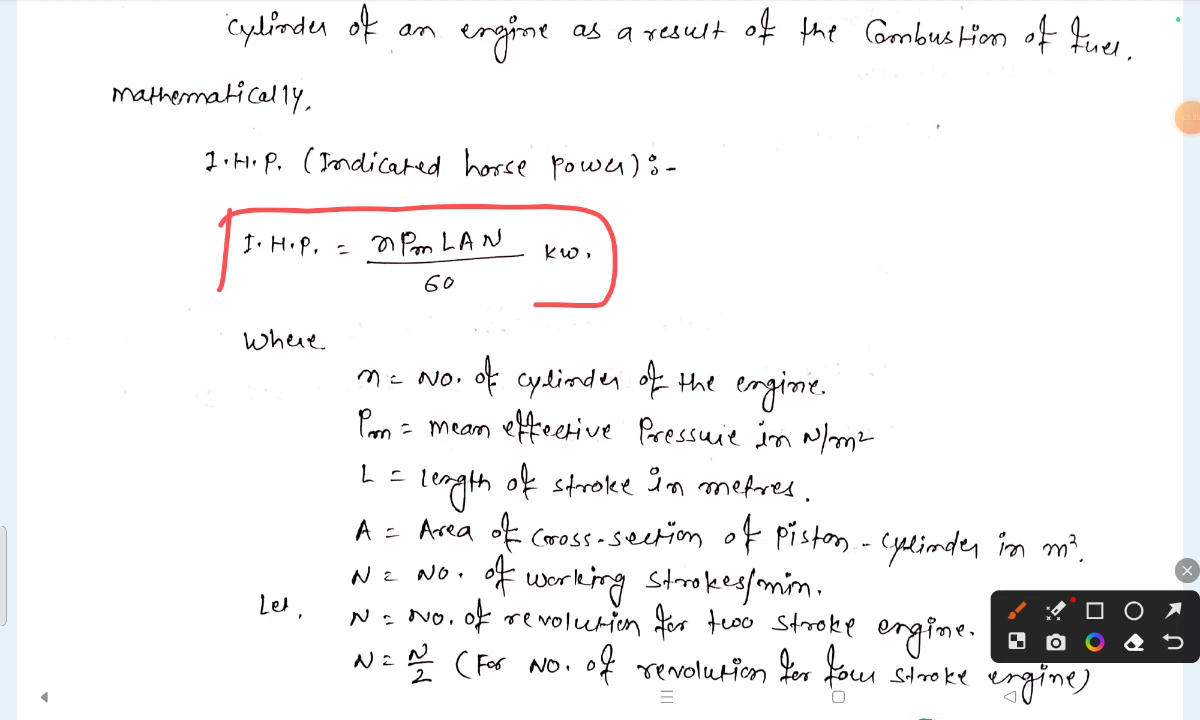 cylinder of an engine as a result of the Combustion of fuel.
mathematically,
I.H.P. (Indicated horse power) :-
I.H.P. = n Pm L A N / 60 kw.
Where
n = No. of cylinder of the engine.
Pm = mean effective Pressure in N/m²
L = length of stroke in metres.
A = Area of Cross-section of Piston-cylinder in m².
N = No. of working strokes/min.
Let, N = No. of revolution for two stroke engine.
N = N/2 (For No. of revolution for four stroke engine)